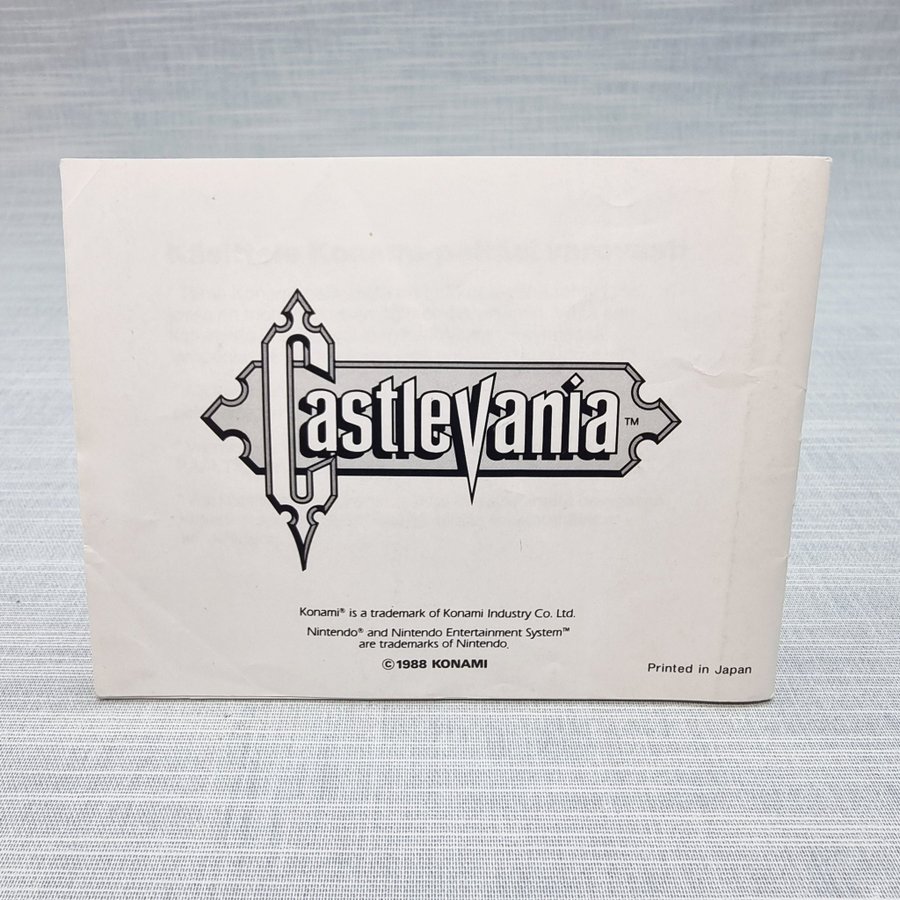 Castlevania™
Konami® is a trademark of Konami Industry Co. Ltd.
Nintendo® and Nintendo Entertainment System™
are trademarks of Nintendo.
©1988 KONAMI
Printed in Japan